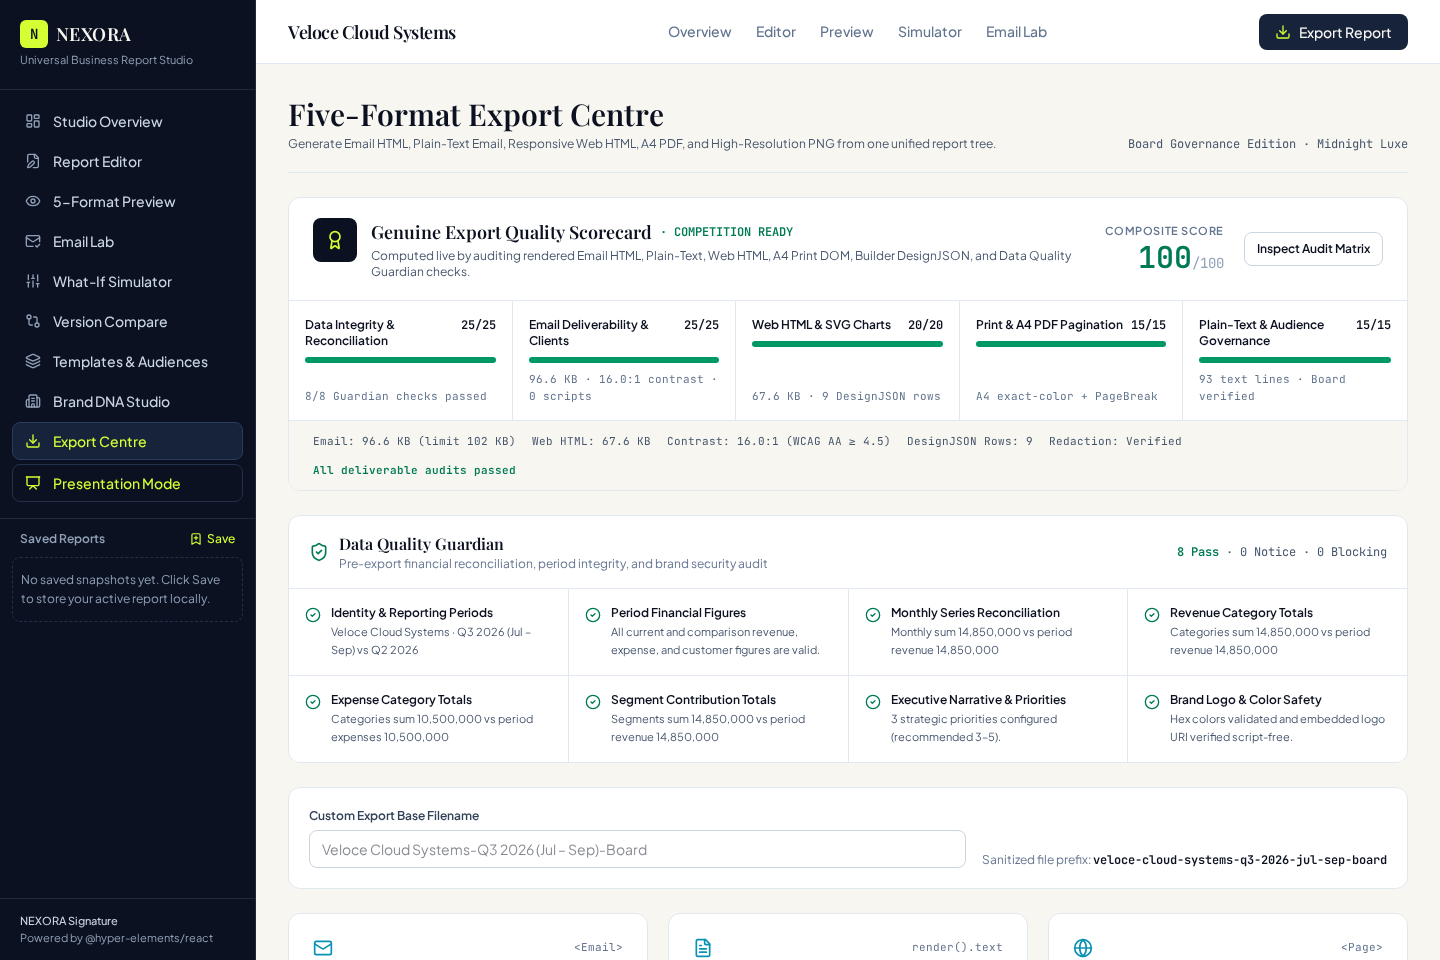 N NEXORA
Universal Business Report Studio
Studio Overview
Report Editor
5-Format Preview
Email Lab
What-If Simulator
Version Compare
Templates & Audiences
Brand DNA Studio
Export Centre
Presentation Mode
Saved Reports Save
No saved snapshots yet. Click Save
to store your active report locally.
NEXORA Signature
Powered by @hyper-elements/react
Veloce Cloud Systems
Overview Editor Preview Simulator Email Lab
Export Report
Five-Format Export Centre
Generate Email HTML, Plain-Text Email, Responsive Web HTML, A4 PDF, and High-Resolution PNG from one unified report tree.
Board Governance Edition · Midnight Luxe
Genuine Export Quality Scorecard · COMPETITION READY
Computed live by auditing rendered Email HTML, Plain-Text, Web HTML, A4 Print DOM, Builder DesignJSON, and Data Quality
Guardian checks.
COMPOSITE SCORE
100/100
Inspect Audit Matrix
Data Integrity & 25/25
Reconciliation
8/8 Guardian checks passed
Email Deliverability & 25/25
Clients
96.6 KB · 16.0:1 contrast ·
0 scripts
Web HTML & SVG Charts 20/20
67.6 KB · 9 DesignJSON rows
Print & A4 PDF Pagination 15/15
A4 exact-color + PageBreak
Plain-Text & Audience 15/15
Governance
93 text lines · Board
verified
Email: 96.6 KB (limit 102 KB) Web HTML: 67.6 KB Contrast: 16.0:1 (WCAG AA ≥ 4.5) DesignJSON Rows: 9 Redaction: Verified
All deliverable audits passed
Data Quality Guardian
Pre-export financial reconciliation, period integrity, and brand security audit
8 Pass · 0 Notice · 0 Blocking
Identity & Reporting Periods
Veloce Cloud Systems · Q3 2026 (Jul –
Sep) vs Q2 2026
Period Financial Figures
All current and comparison revenue,
expense, and customer figures are valid.
Monthly Series Reconciliation
Monthly sum 14,850,000 vs period
revenue 14,850,000
Revenue Category Totals
Categories sum 14,850,000 vs period
revenue 14,850,000
Expense Category Totals
Categories sum 10,500,000 vs period
expenses 10,500,000
Segment Contribution Totals
Segments sum 14,850,000 vs period
revenue 14,850,000
Executive Narrative & Priorities
3 strategic priorities configured
(recommended 3–5).
Brand Logo & Color Safety
Hex colors validated and embedded logo
URI verified script-free.
Custom Export Base Filename
Veloce Cloud Systems-Q3 2026 (Jul – Sep)-Board
Sanitized file prefix: veloce-cloud-systems-q3-2026-jul-sep-board
<Email>
render().text
<Page>